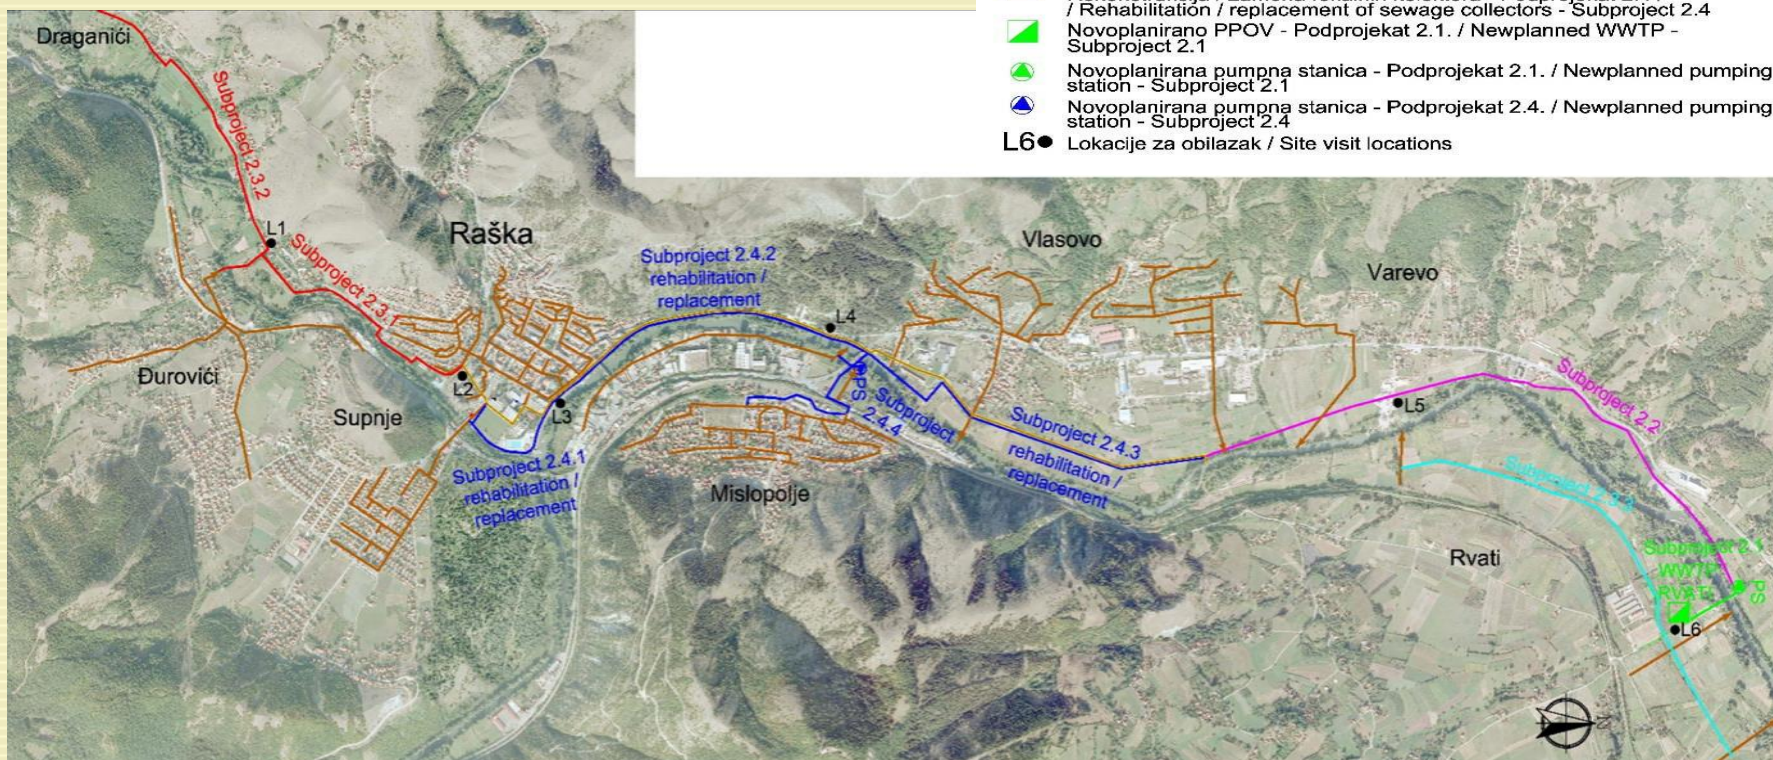 / Rehabilitation / replacement of sewage collectors - Subproject 2.4
Novoplanirano PPOV - Podprojekat 2.1. / Newplanned WWTP -
Subproject 2.1
Novoplanirana pumpna stanica - Podprojekat 2.1. / Newplanned pumping
station - Subproject 2.1
Novoplanirana pumpna stanica - Podprojekat 2.4. / Newplanned pumping
station - Subproject 2.4
L6 Lokacije za obilazak / Site visit locations
Draganići
Subproject 2.3.2
L1
Subproject 2.3.1
Raška
Đurovići
Supnje
L2
L3
Subproject 2.4.1
rehabilitation /
replacement
Subproject 2.4.2
rehabilitation /
replacement
L4
PS
Subproject
2.4.4
Mislopolje
Vlasovo
Subproject 2.4.3
rehabilitation /
replacement
Varevo
L5
Subproject 2.2
Subproject 2.3.3
Rvati
Subproject 2.1
WWTP
RVATI
PS
L6
N